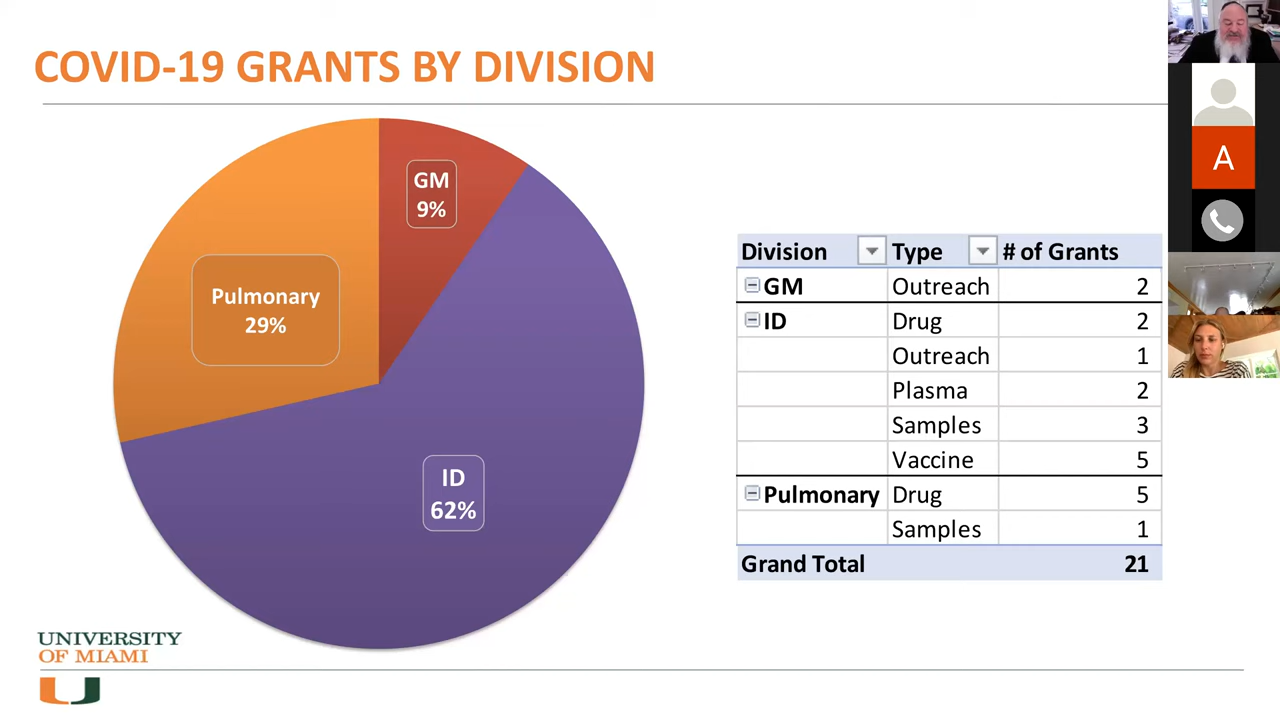 COVID-19 GRANTS BY DIVISION
GM
9%
Pulmonary
29%
ID
62%
Division Type # of Grants
GM Outreach 2
ID Drug 2
Outreach 1
Plasma 2
Samples 3
Vaccine 5
Pulmonary Drug 5
Samples 1
Grand Total 21
A
UNIVERSITY
OF MIAMI